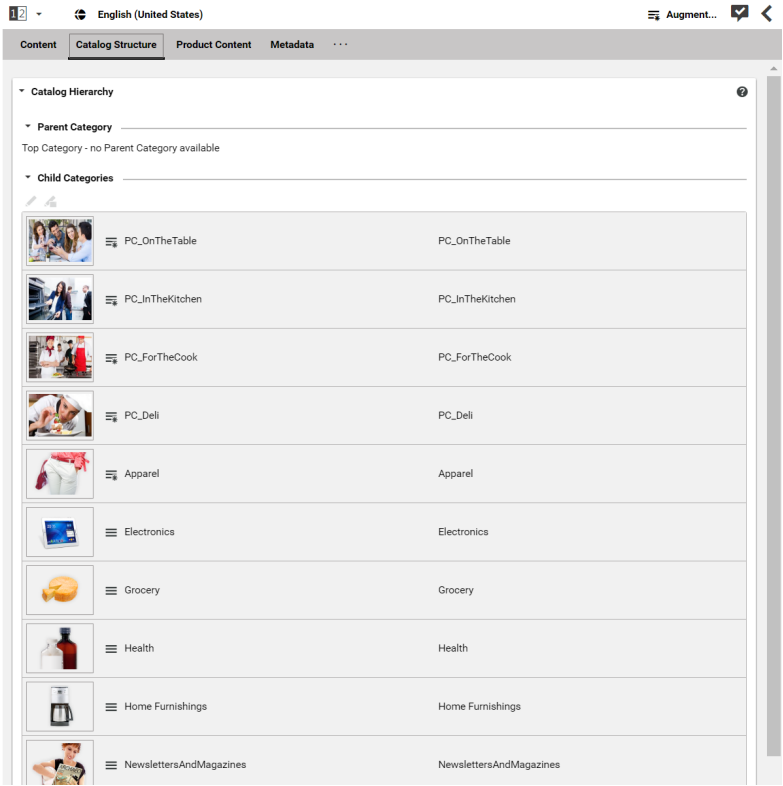 12 English (United States) Augment...
Content Catalog Structure Product Content Metadata ...
Catalog Hierarchy
Parent Category
Top Category - no Parent Category available
Child Categories
PC_OnTheTable PC_OnTheTable
PC_InTheKitchen PC_InTheKitchen
PC_ForTheCook PC_ForTheCook
PC_Deli PC_Deli
Apparel Apparel
Electronics Electronics
Grocery Grocery
Health Health
Home Furnishings Home Furnishings
NewslettersAndMagazines NewslettersAndMagazines